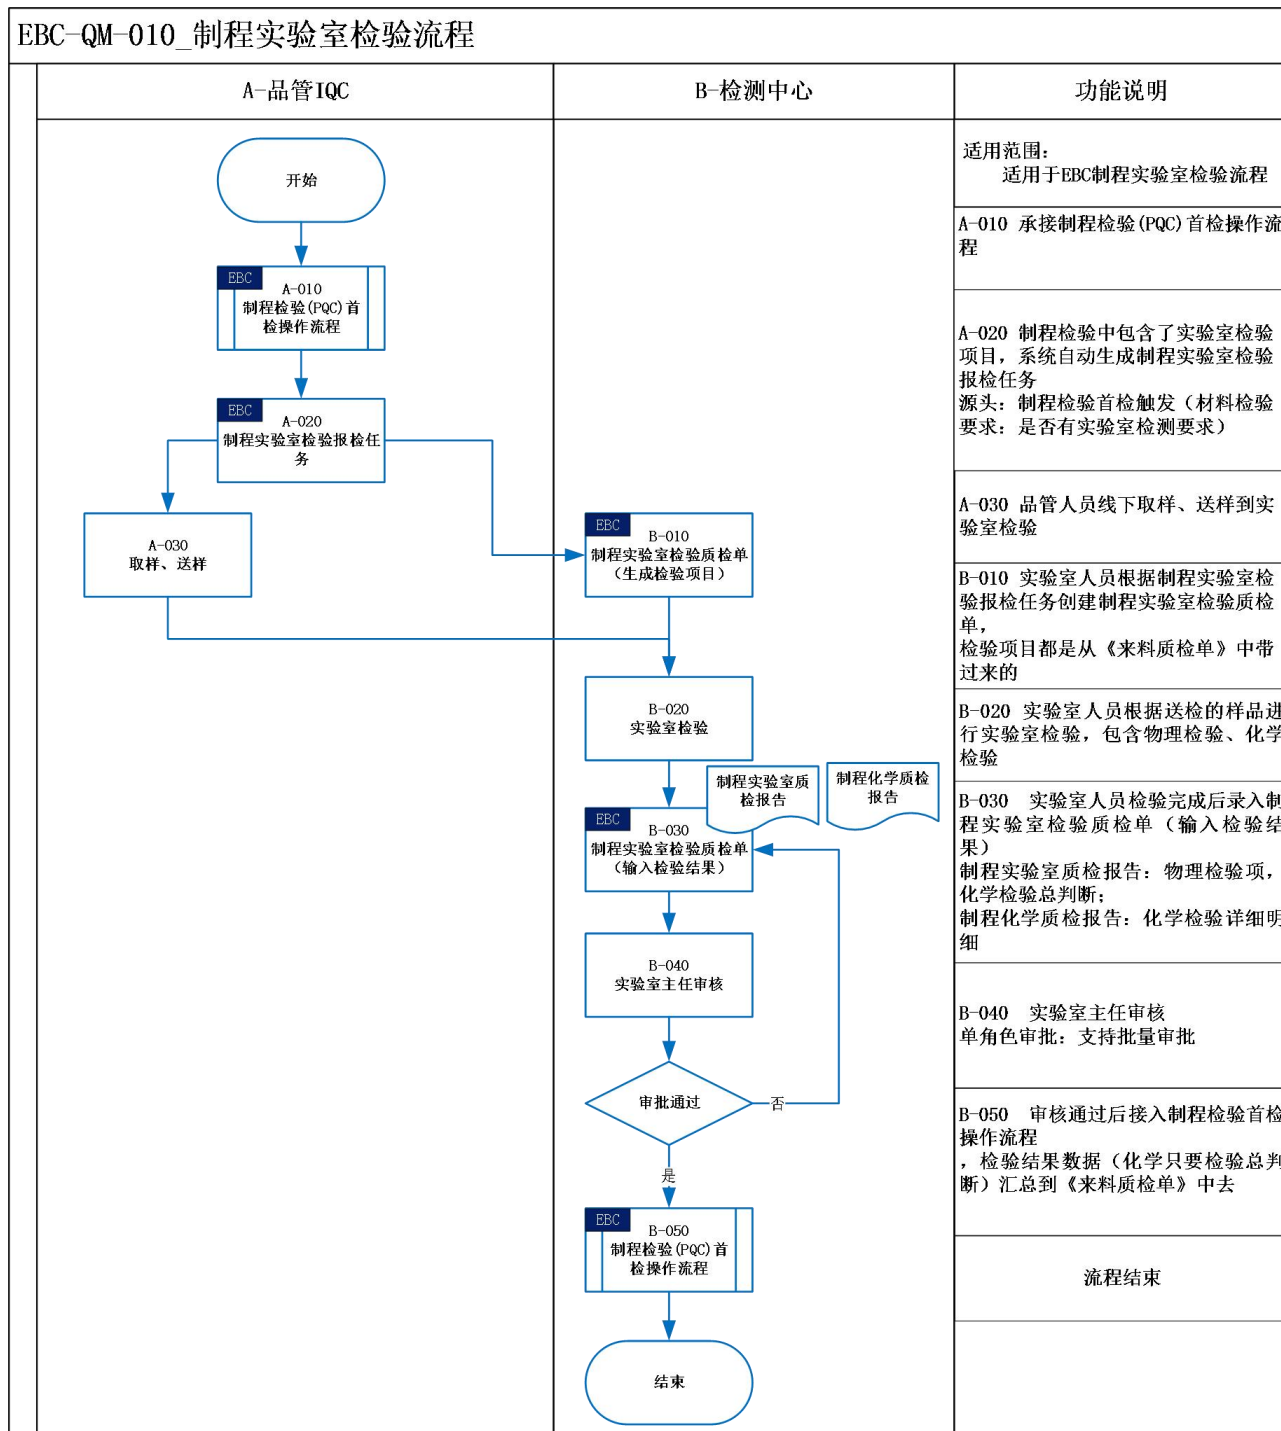 EBC-QM-010_制程实验室检验流程
A-品管IQC
B-检测中心
功能说明
开始
EBC
A-010
制程检验(PQC)首
检操作流程
EBC
A-020
制程实验室检验报检任
务
A-030
取样、送样
EBC
B-010
制程实验室检验质检单
（生成检验项目）
B-020
实验室检验
制程实验室质
检报告
制程化学质检
报告
EBC
B-030
制程实验室检验质检单
（输入检验结果）
B-040
实验室主任审核
审批通过
否
是
EBC
B-050
制程检验(PQC)首
检操作流程
结束
适用范围：
适用于EBC制程实验室检验流程
A-010 承接制程检验(PQC)首检操作流
程
A-020 制程检验中包含了实验室检验
项目，系统自动生成制程实验室检验
报检任务
源头：制程检验首检触发（材料检验
要求：是否有实验室检测要求）
A-030 品管人员线下取样、送样到实
验室检验
B-010 实验室人员根据制程实验室检
验报检任务创建制程实验室检验质检
单，
检验项目都是从《来料质检单》中带
过来的
B-020 实验室人员根据送检的样品进
行实验室检验，包含物理检验、化学
检验
B-030 实验室人员检验完成后录入制
程实验室检验质检单（输入检验结
果）
制程实验室质检报告：物理检验项，
化学检验总判断；
制程化学质检报告：化学检验详细明
细
B-040 实验室主任审核
单角色审批：支持批量审批
B-050 审核通过后接入制程检验首检
操作流程
，检验结果数据（化学只要检验总判
断）汇总到《来料质检单》中去
流程结束